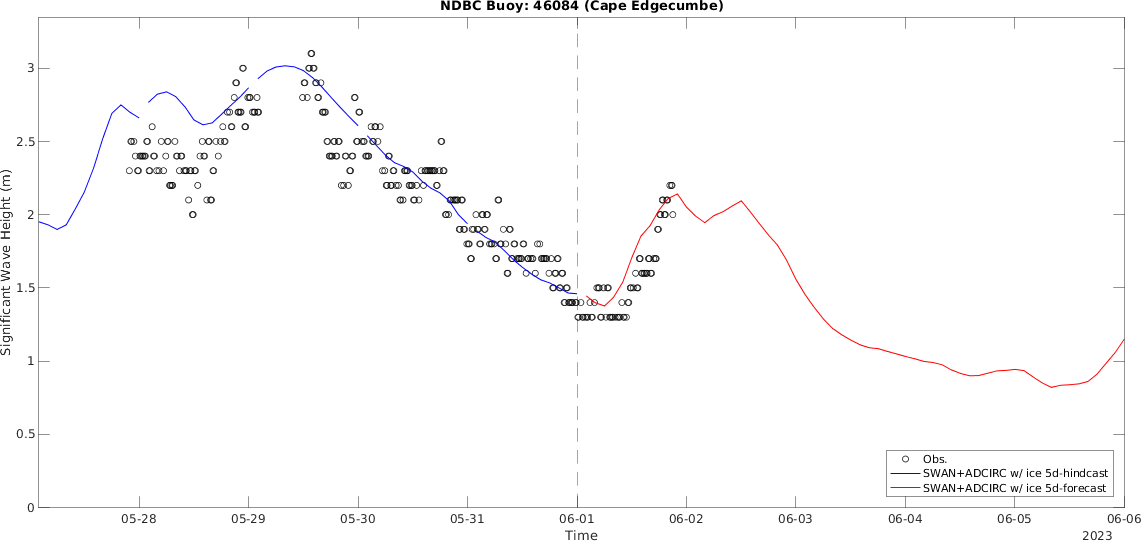 NDBC Buoy: 46084 (Cape Edgecumbe)
Significant Wave Height (m)
3
2.5
2
1.5
1
0.5
0
Obs.
SWAN+ADCIRC w/ ice 5d-hindcast
SWAN+ADCIRC w/ ice 5d-forecast
05-28 05-29 05-30 05-31 06-01 06-02 06-03 06-04 06-05 06-06
Time 2023